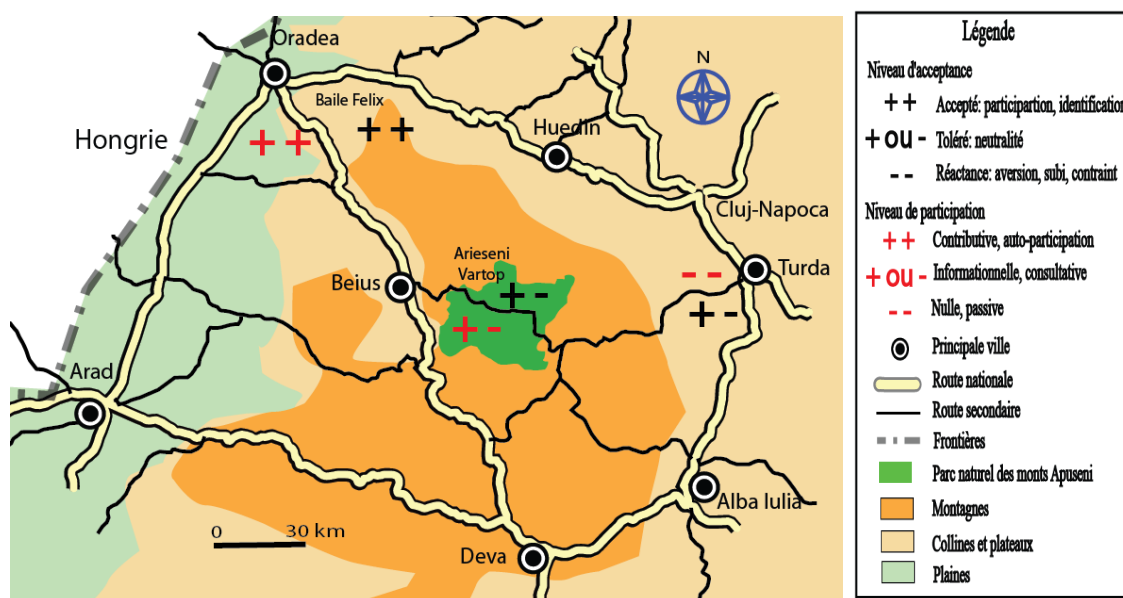 Oradea
Baile Felix
+ +
+ +
Hongrie
Huedin
N
Cluj-Napoca
Arieseni
Vartop
Beius
+ -
+ -
- -
+ -
Turda
Arad
Alba Iulia
0 30 km
Deva
Légende
Niveau d'acceptance
+ + Accepté: participartion, identification
+ ou - Toléré: neutralité
- - Réactance: aversion, subi, contraint
Niveau de participation
+ + Contributive, auto-participation
+ ou - Informationnelle, consultative
- - Nulle, passive
Principale ville
Route nationale
Route secondaire
Frontières
Parc naturel des monts Apuseni
Montagnes
Collines et plateaux
Plaines